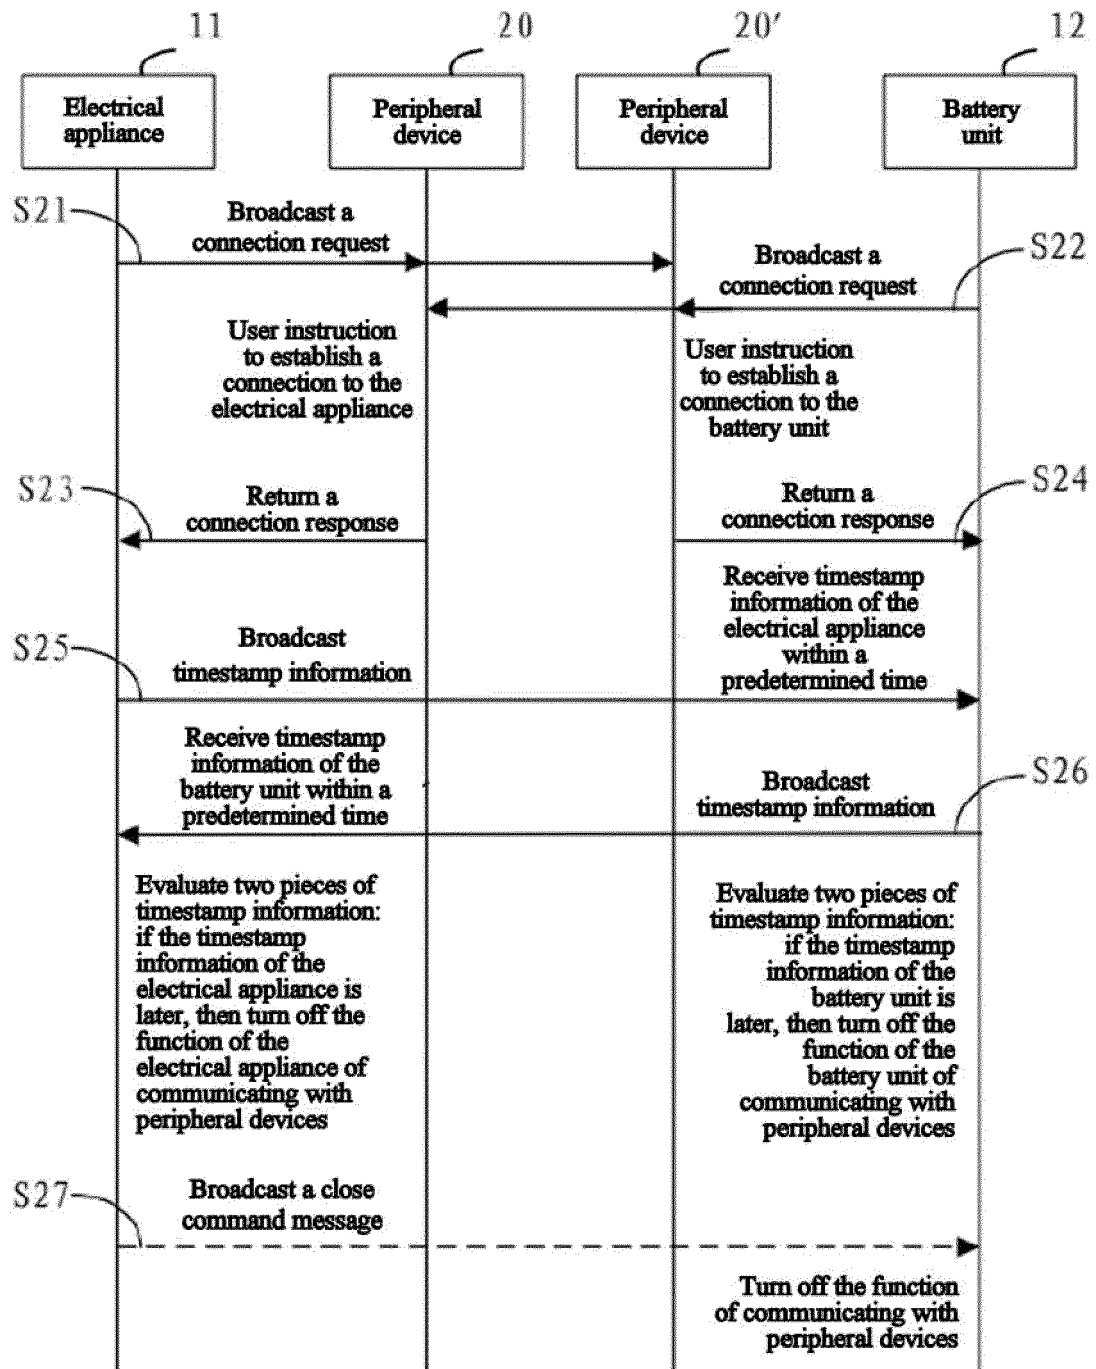 11
20
20′
12
Electrical
appliance
Peripheral
device
Peripheral
device
Battery
unit
S21
Broadcast a
connection request
Broadcast a
connection request
S22
User instruction
to establish a
connection to the
electrical appliance
User instruction
to establish a
connection to the
battery unit
S23
Return a
connection response
Return a
connection response
S24
Receive timestamp
information of the
electrical appliance
within a
predetermined time
S25
Broadcast
timestamp information
Receive timestamp
information of the
battery unit within a
predetermined time
Broadcast
timestamp information
S26
Evaluate two pieces of
timestamp information:
if the timestamp
information of the
electrical appliance is
later, then turn off the
function of the
electrical appliance of
communicating with
peripheral devices
Evaluate two pieces of
timestamp information:
if the timestamp
information of the
battery unit is
later, then turn off the
function of the
battery unit of
communicating with
peripheral devices
S27
Broadcast a close
command message
Turn off the function
of communicating with
peripheral devices